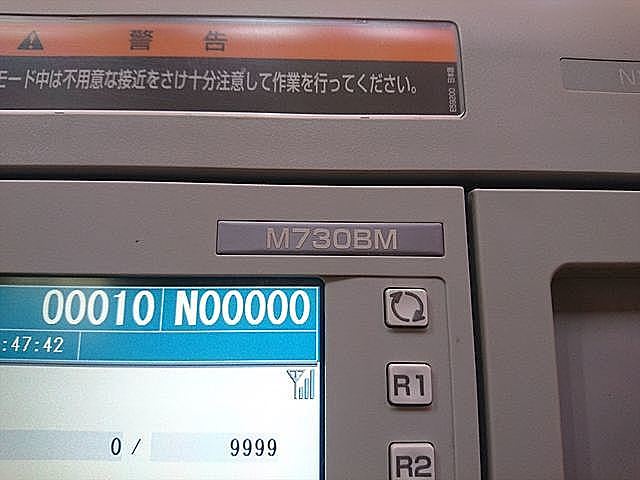 警告
モード中は不用意な接近をさけ十分注意して作業を行ってください。
M730BM
00010 N00000
:47:42
0/ 9999
R1
R2